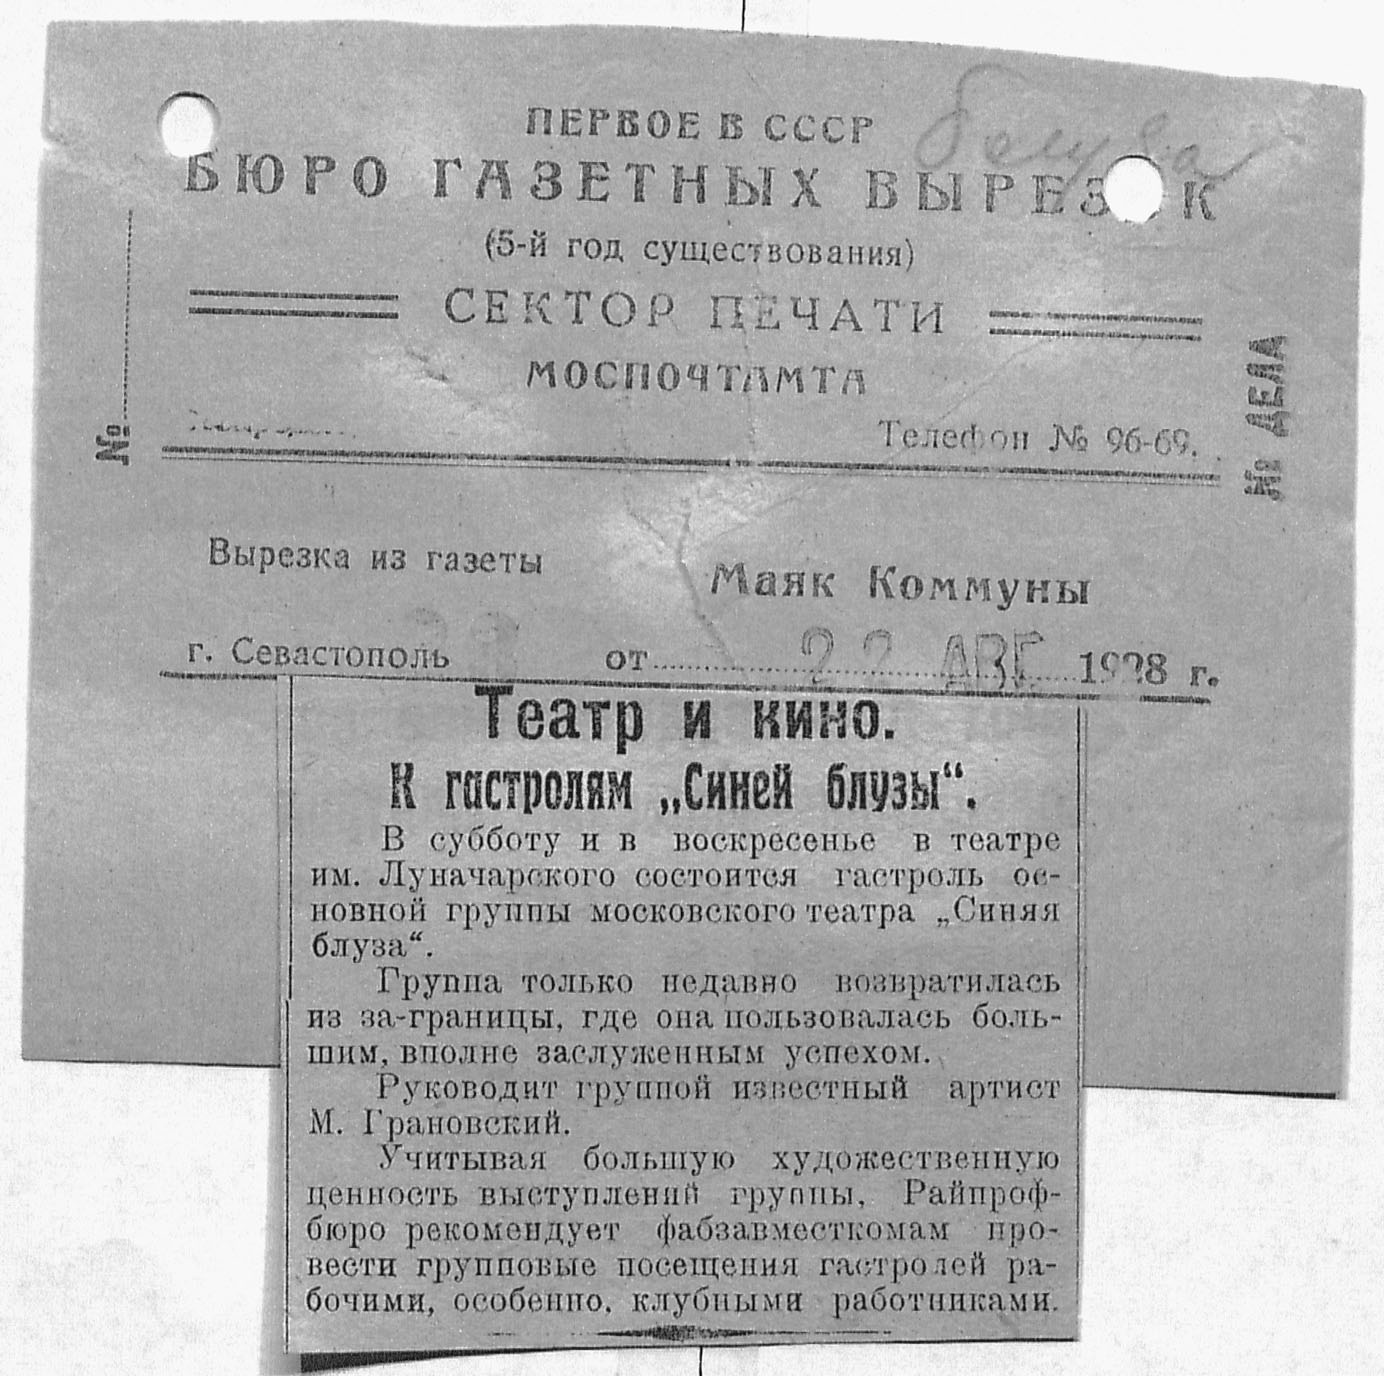 ПЕРВОЕ В СССР
БЮРО ГАЗЕТНЫХ ВЫРЕЗОК
(5-й год существования)
СЕКТОР ПЕЧАТИ
МОСПОЧТАМТА
Телефон № 96-69.
№
№ ДЕЛА
Вырезка из газеты Маяк Коммуны
г. Севастополь от 22 АВГ. 1928 г.
Театр и кино.
К гастролям „Синей блузы“.
В субботу и в воскресенье в театре
им. Луначарского состоится гастроль ос-
новной группы московского театра „Синяя
блуза“.
Группа только недавно возвратилась
из за-границы, где она пользовалась боль-
шим, вполне заслуженным успехом.
Руководит группой известный артист
М. Грановский.
Учитывая большую художественную
ценность выступлений группы, Райпроф-
бюро рекомендует фабзавместкомам про-
вести групповые посещения гастролей ра-
бочими, особенно, клубными работниками.